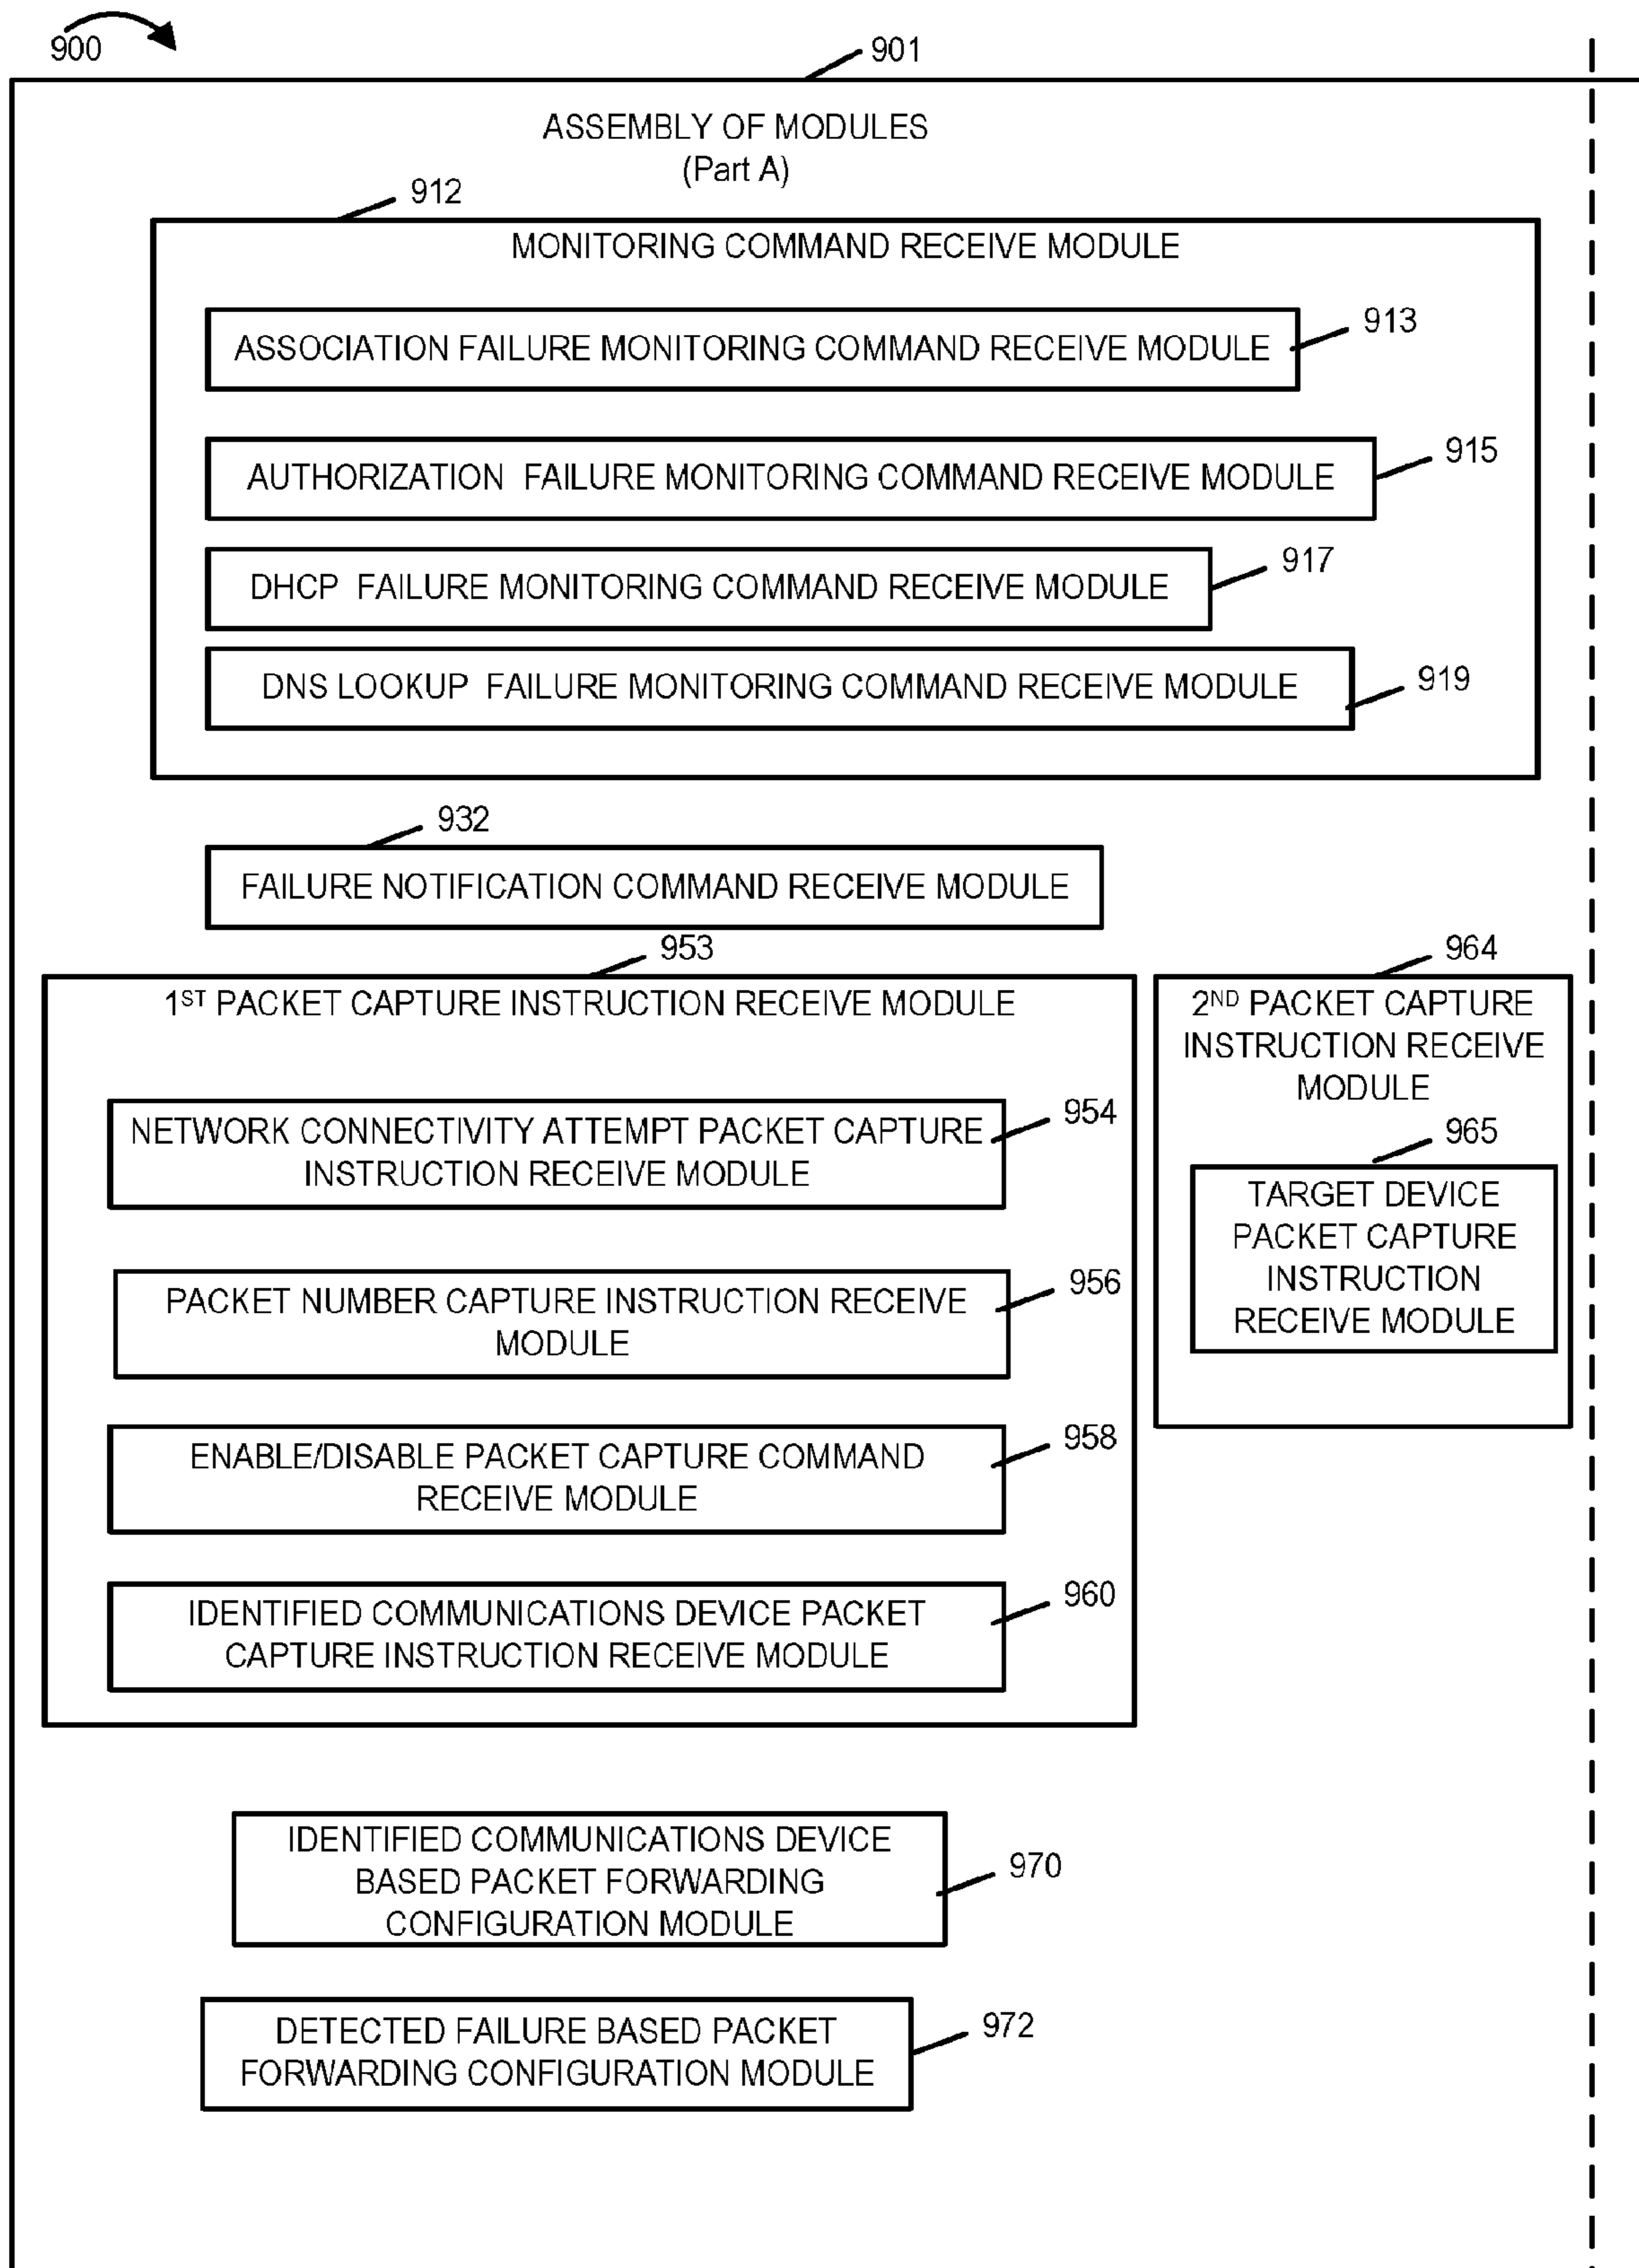 900
901
ASSEMBLY OF MODULES
(Part A)
912
MONITORING COMMAND RECEIVE MODULE
ASSOCIATION FAILURE MONITORING COMMAND RECEIVE MODULE
913
AUTHORIZATION FAILURE MONITORING COMMAND RECEIVE MODULE
915
DHCP FAILURE MONITORING COMMAND RECEIVE MODULE
917
DNS LOOKUP FAILURE MONITORING COMMAND RECEIVE MODULE
919
932
FAILURE NOTIFICATION COMMAND RECEIVE MODULE
953
1ST PACKET CAPTURE INSTRUCTION RECEIVE MODULE
NETWORK CONNECTIVITY ATTEMPT PACKET CAPTURE
INSTRUCTION RECEIVE MODULE
954
PACKET NUMBER CAPTURE INSTRUCTION RECEIVE
MODULE
956
ENABLE/DISABLE PACKET CAPTURE COMMAND
RECEIVE MODULE
958
IDENTIFIED COMMUNICATIONS DEVICE PACKET
CAPTURE INSTRUCTION RECEIVE MODULE
960
964
2ND PACKET CAPTURE
INSTRUCTION RECEIVE
MODULE
965
TARGET DEVICE
PACKET CAPTURE
INSTRUCTION
RECEIVE MODULE
IDENTIFIED COMMUNICATIONS DEVICE
BASED PACKET FORWARDING
CONFIGURATION MODULE
970
DETECTED FAILURE BASED PACKET
FORWARDING CONFIGURATION MODULE
972